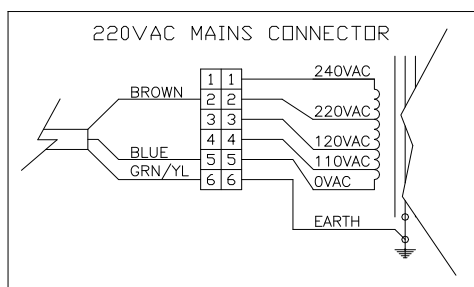 220VAC MAINS CONNECTOR
240VAC
1 1
BROWN
2 2
220VAC
3 3
120VAC
4 4
110VAC
BLUE
5 5
0VAC
GRN/YL
6 6
EARTH